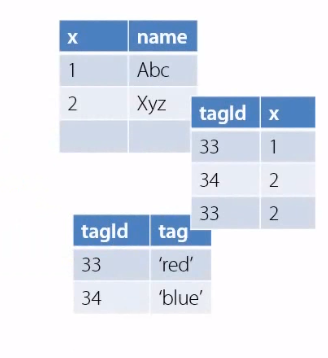 x name
1 Abc
2 Xyz
tagId x
33 1
34 2
33 2
tagId tag
33 'red'
34 'blue'